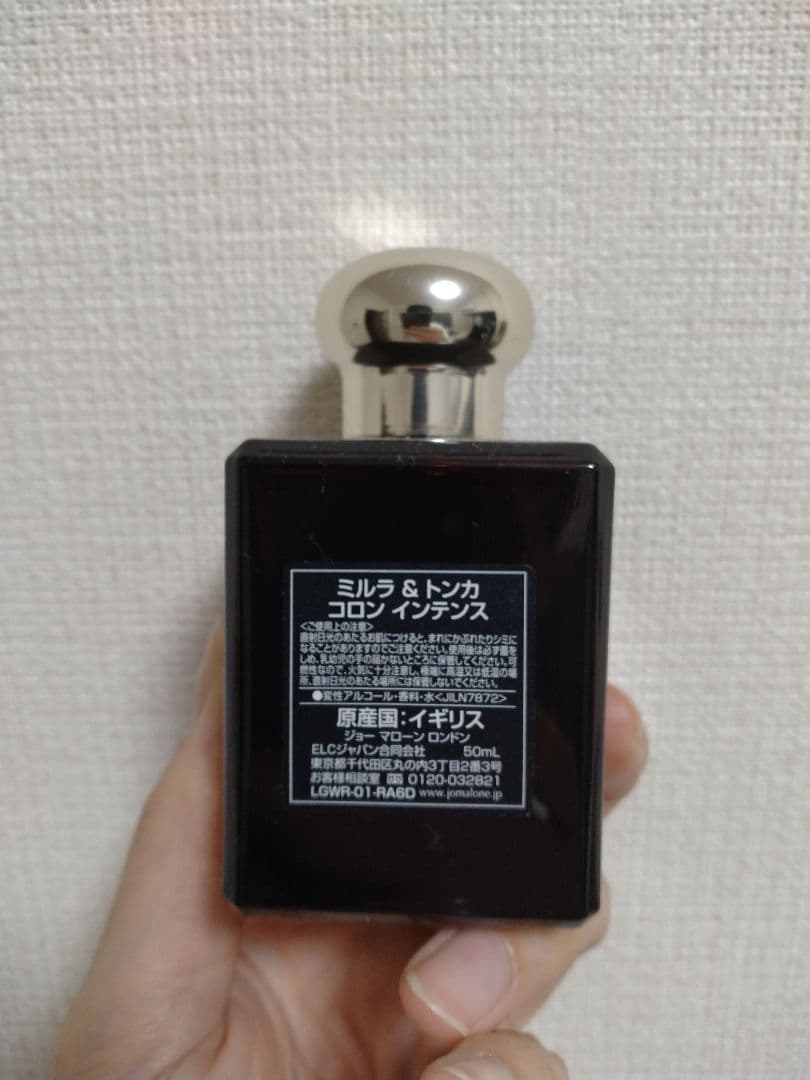 ミルラ & トンカ
コロン インテンス
<ご使用上の注意>
直射日光のあたるお肌につけると、まれにかぶれたりシミに
なることがありますのでご注意ください。使用後は必ず蓋を
しめ、乳幼児の手の届かないところに保管してください。可
燃性なので、火気に十分注意し、極端に高温又は低温の場
所、直射日光のあたる場所には保管しないでください。
●変性アルコール・香料・水<JILN7872>
原産国:イギリス
ジョー マローン ロンドン
ELCジャパン合同会社 50mL
東京都千代田区丸の内3丁目2番3号
お客様相談室 0120-032821
LGWR-01-RA6D www.jomalone.jp